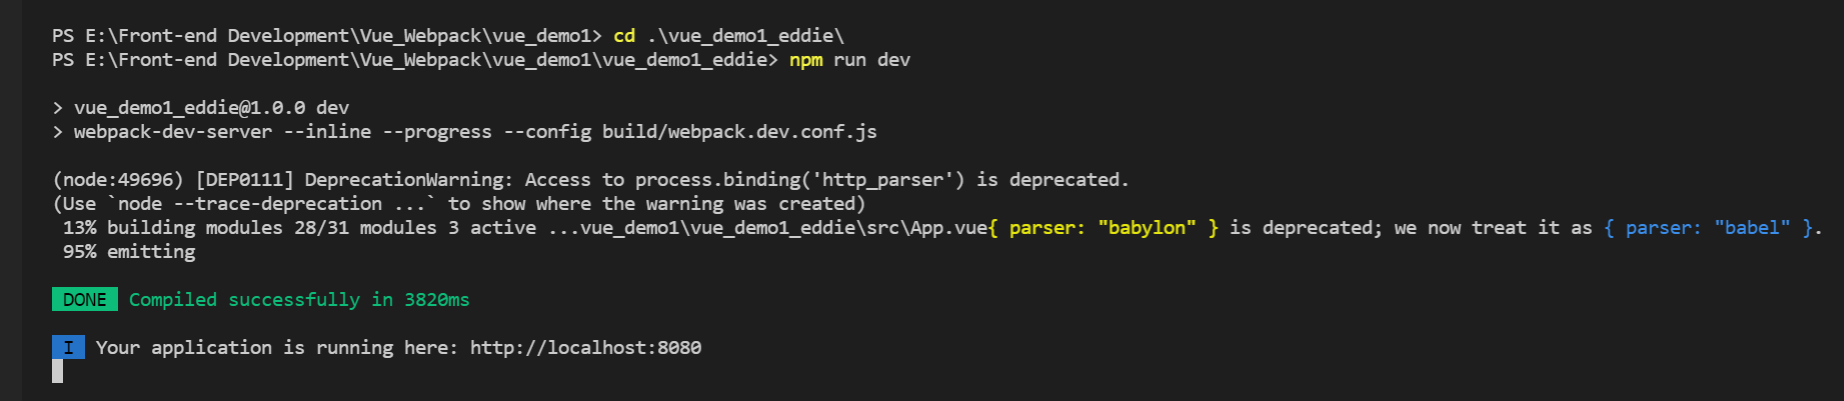 PS E:\Front-end Development\Vue_Webpack\vue_demo1> cd .\vue_demo1_eddie\
PS E:\Front-end Development\Vue_Webpack\vue_demo1\vue_demo1_eddie> npm run dev
> vue_demo1_eddie@1.0.0 dev
> webpack-dev-server --inline --progress --config build/webpack.dev.conf.js
(node:49696) [DEP0111] DeprecationWarning: Access to process.binding('http_parser') is deprecated.
(Use `node --trace-deprecation ...` to show where the warning was created)
13% building modules 28/31 modules 3 active ...vue_demo1\vue_demo1_eddie\src\App.vue{ parser: "babylon" } is deprecated; we now treat it as { parser: "babel" }.
95% emitting
DONE Compiled successfully in 3820ms
I Your application is running here: http://localhost:8080